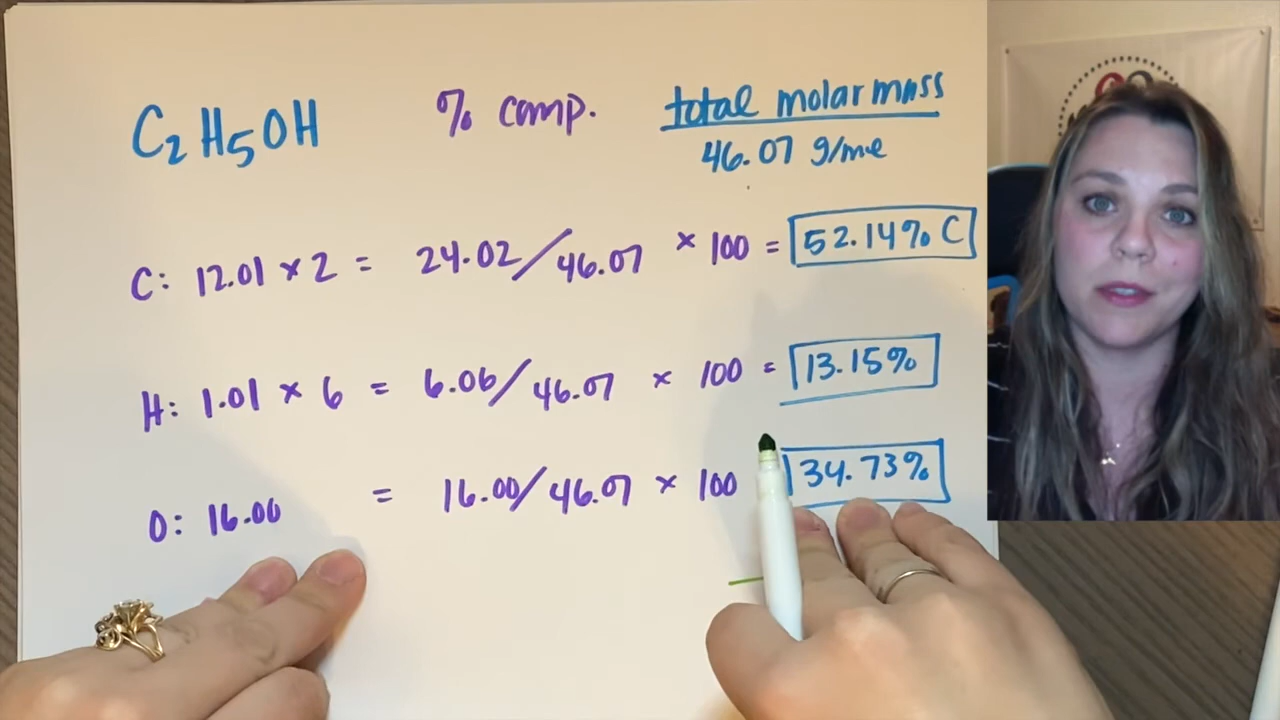 C2H5OH % comp. total molar mass
46.07 g/mol
C: 12.01 × 2 = 24.02/46.07 × 100 = 52.14% C
H: 1.01 × 6 = 6.06/46.07 × 100 = 13.15%
O: 16.00 = 16.00/46.07 × 100 34.73%